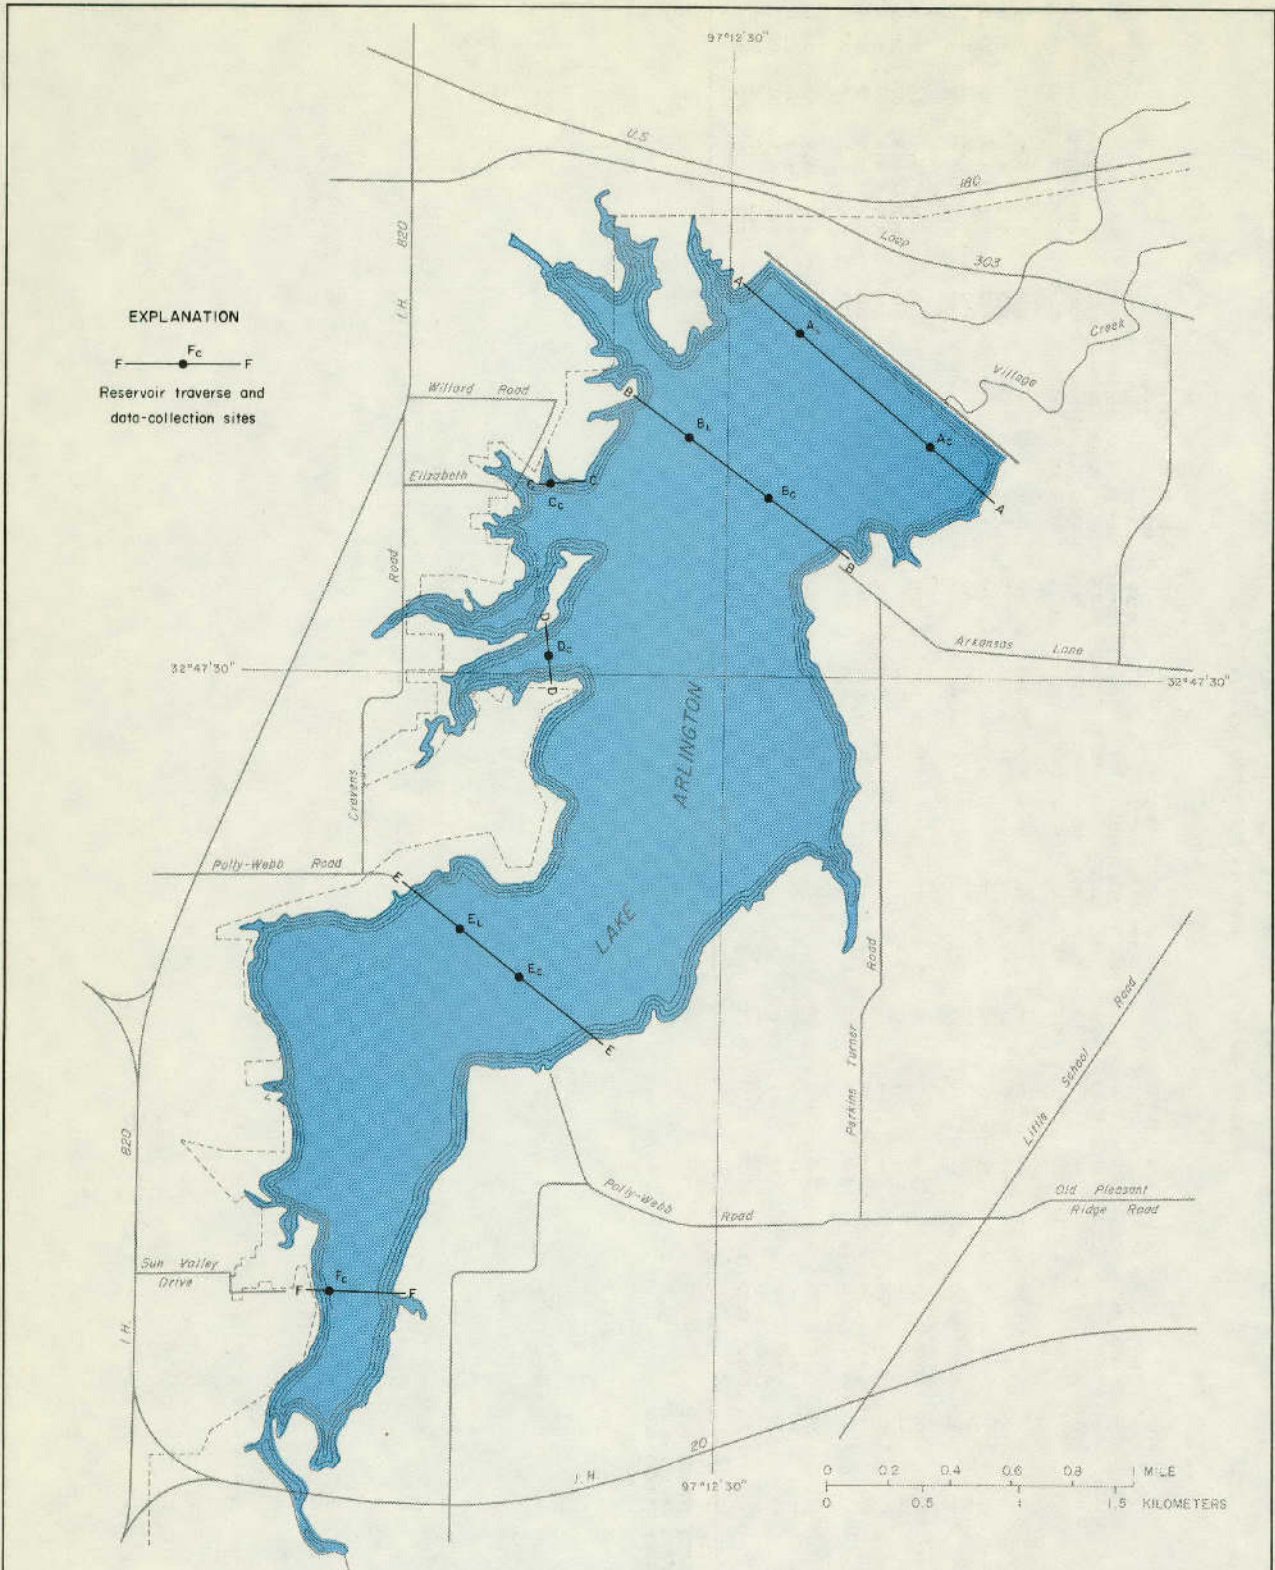 97°12'30"
U.S. 180
Loop 303
I.H. 820
EXPLANATION
F Fc F
Reservoir traverse and
data-collection sites
A
Ac
A
Village Creek
Willard Road
B
BL
Bc
B
Elizabeth
Road
C
Cc
D
Dc
D
Arkansas Lane
32°47'30"
32°47'30"
LAKE ARLINGTON
Cravens
Polly-Webb Road
E
EL
Ec
E
Perkins Turner Road
Little School Road
820
I.H.
Polly-Webb Road
Old Pleasant
Ridge Road
Sun Valley
Drive
F
Fc
F
I.H. 20
97°12'30"
0 0.2 0.4 0.6 0.8 1 MILE
0 0.5 1 1.5 KILOMETERS